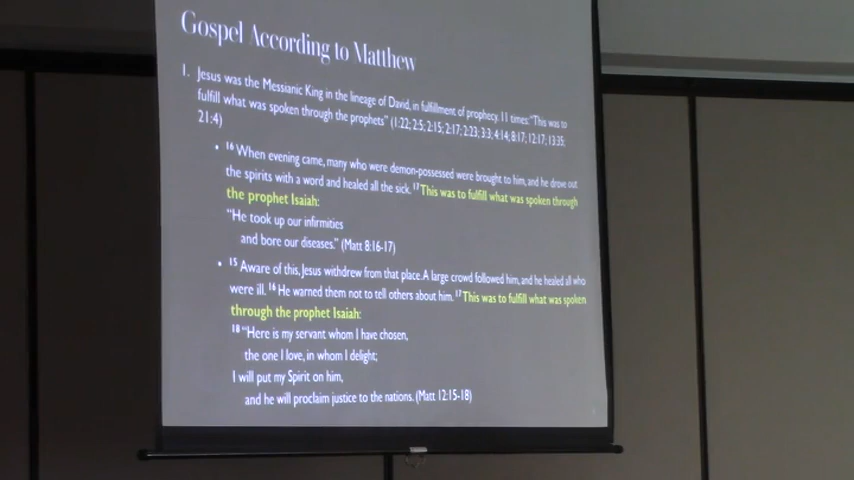 Gospel According to Matthew
1. Jesus was the Messianic King in the lineage of David, in fulfillment of prophecy. 11 times: "This was to
fulfill what was spoken through the prophets" (1:22; 2:5; 2:15; 2:17; 2:23; 3:3; 4:14; 8:17; 12:17; 13:35;
21:4)
• 16 When evening came, many who were demon-possessed were brought to him, and he drove out
the spirits with a word and healed all the sick. 17 This was to fulfill what was spoken through
the prophet Isaiah:
"He took up our infirmities
and bore our diseases." (Matt 8:16-17)
• 15 Aware of this, Jesus withdrew from that place. A large crowd followed him, and he healed all who
were ill. 16 He warned them not to tell others about him. 17 This was to fulfill what was spoken
through the prophet Isaiah:
18 "Here is my servant whom I have chosen,
the one I love, in whom I delight;
I will put my Spirit on him,
and he will proclaim justice to the nations. (Matt 12:15-18)